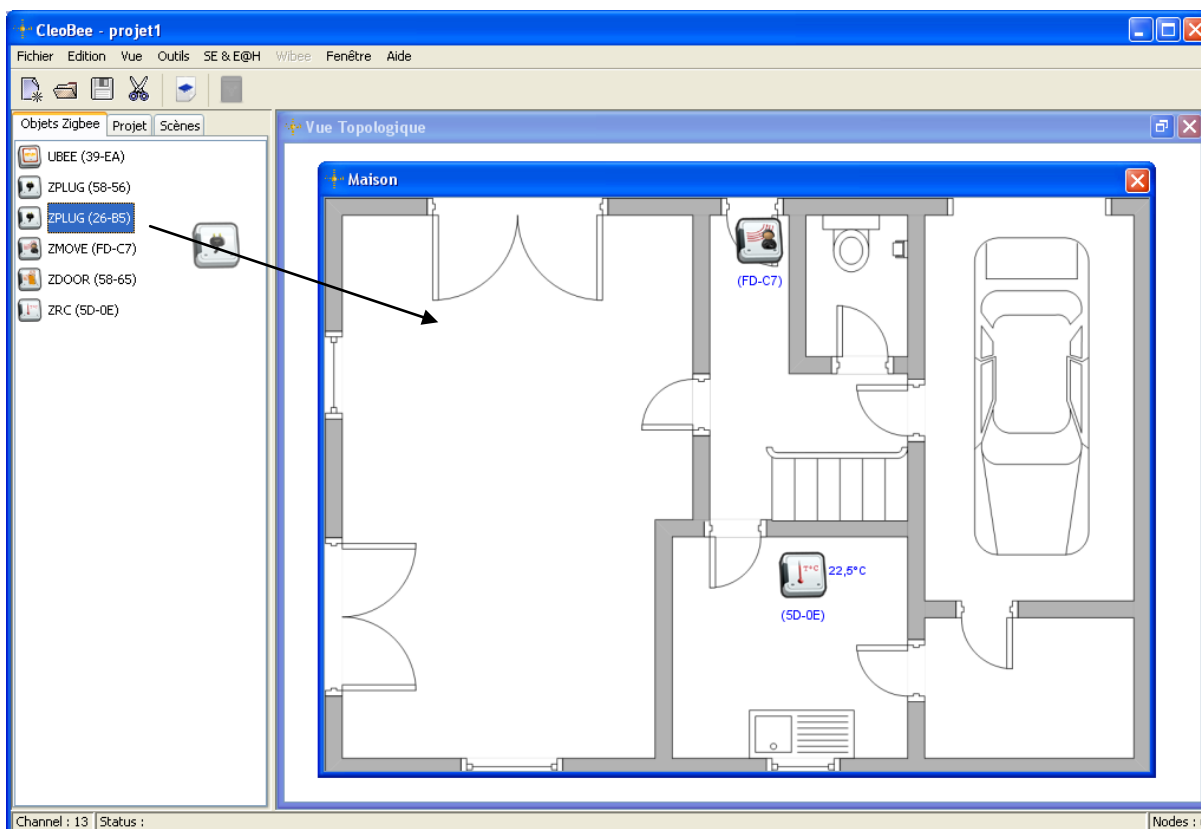 CleoBee - projet1
Fichier Edition Vue Outils SE & E@H Wibee Fenêtre Aide
Objets Zigbee Projet Scènes
Vue Topologique
UBEE (39-EA)
ZPLUG (58-56)
ZPLUG (26-B5)
ZMOVE (FD-C7)
ZDOOR (58-65)
ZRC (5D-0E)
Maison
(FD-C7)
T°C 22,5°C
(5D-0E)
Channel : 13 Status : Nodes :